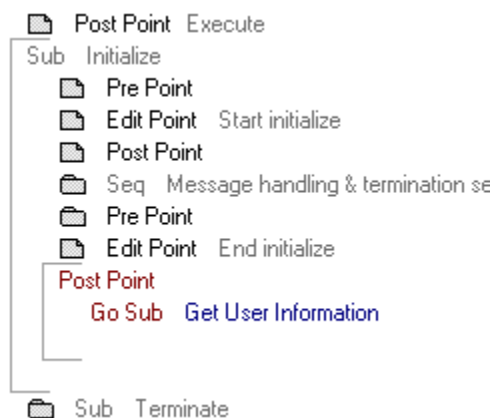 Post Point Execute
Sub Initialize
Pre Point
Edit Point Start initialize
Post Point
Seq Message handling & termination se
Pre Point
Edit Point End initialize
Post Point
Go Sub Get User Information
Sub Terminate